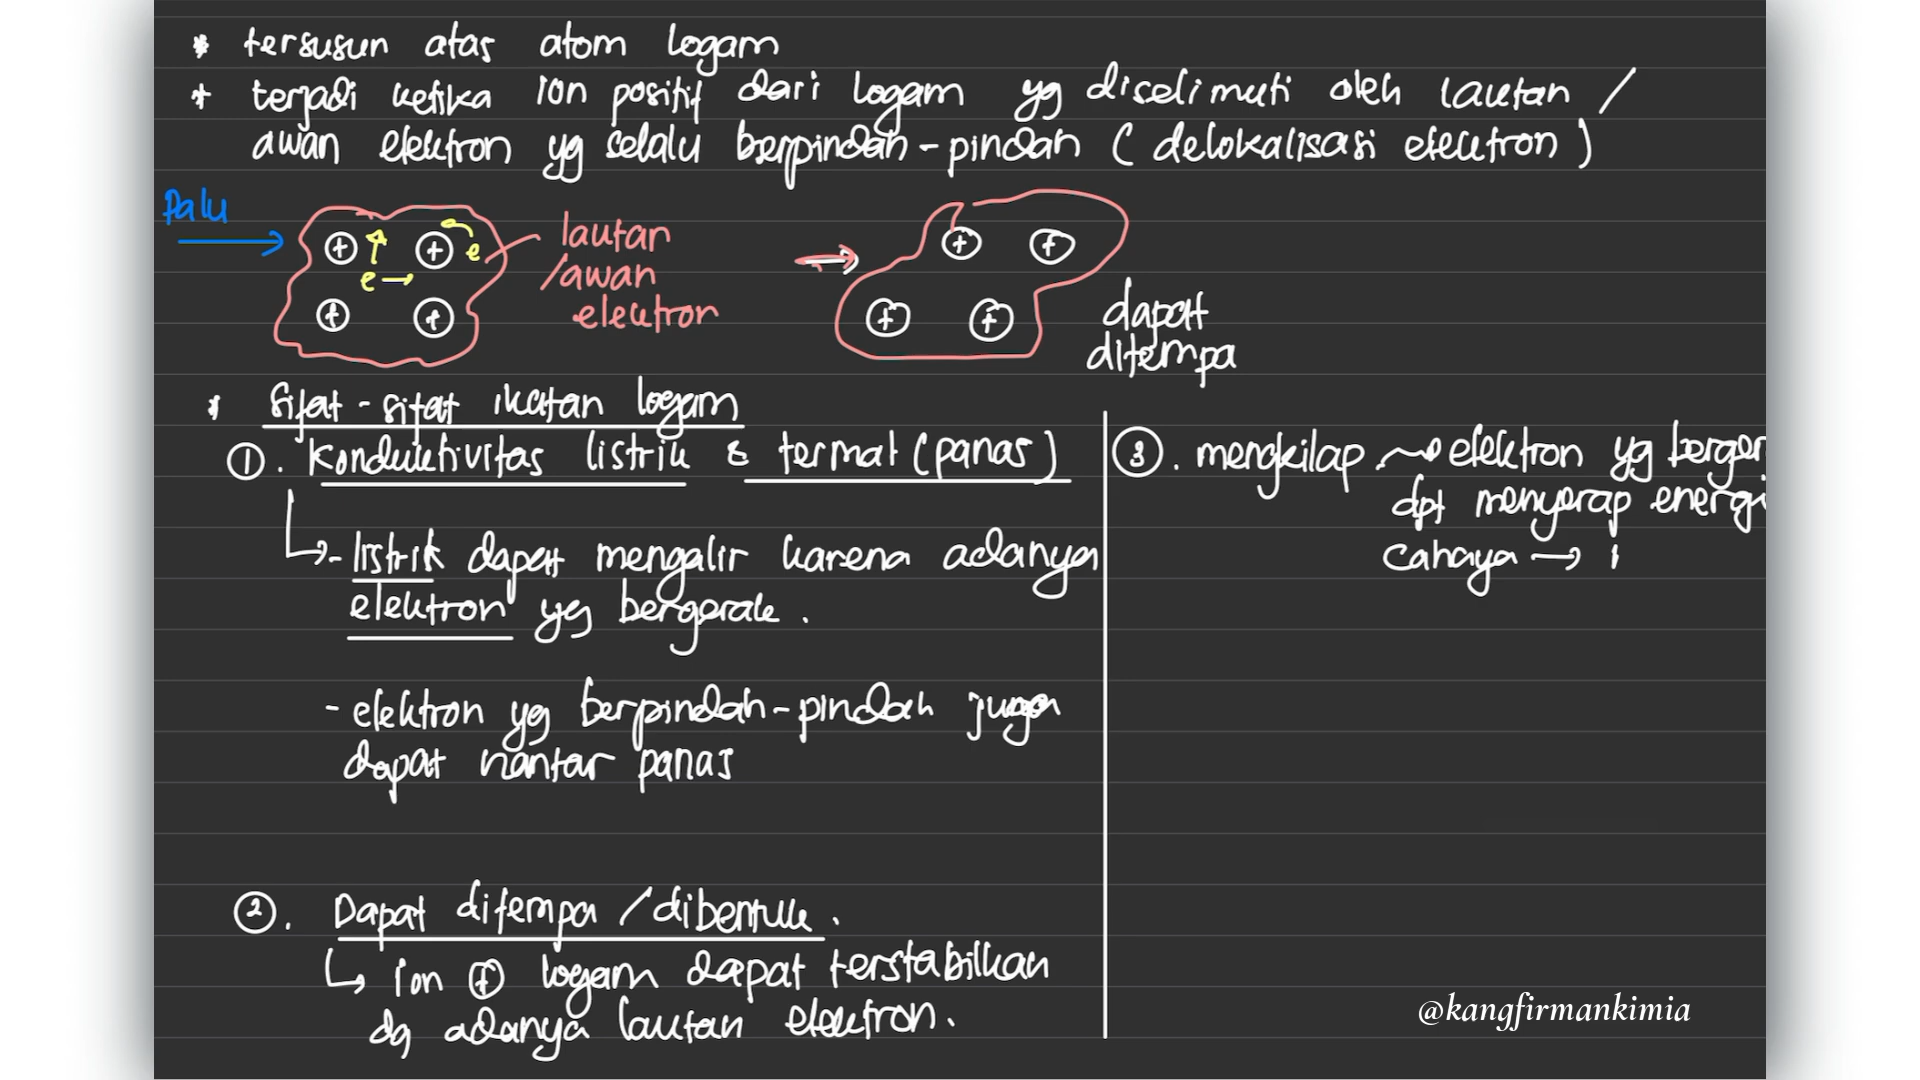 * tersusun atas atom logam
* terjadi ketika ion positif dari logam yg diselimuti oleh lautan /
awan elektron yg selalu berpindah-pindah (delokalisasi elektron)
Palu
+ + e
e
+ +
lautan
/awan
elektron
+ +
+ +
dapat
ditempa
* Sifat-sifat ikatan logam
①. Konduktivitas listrik & termal (panas)
- listrik dapat mengalir karena adanya
elektron yg bergerak.
- elektron yg berpindah-pindah juga
dapat hantar panas
②. Dapat ditempa / dibentuk.
ion + logam dapat terstabilkan
dg adanya lautan elektron.
③. mengkilap elektron yg berger
dpt menyerap energi
cahaya →
@kangfirmankimia